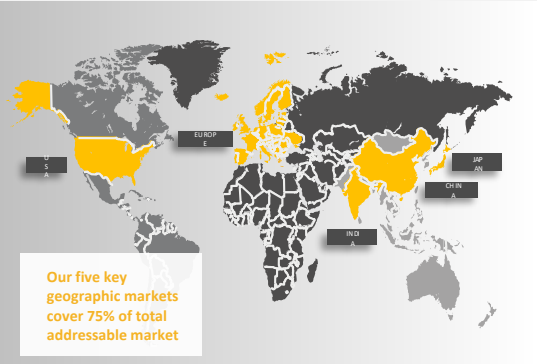 EUROP
E
U
S
A
JAP
AN
CHIN
A
INDI
A
Our five key
geographic markets
cover 75% of total
addressable market